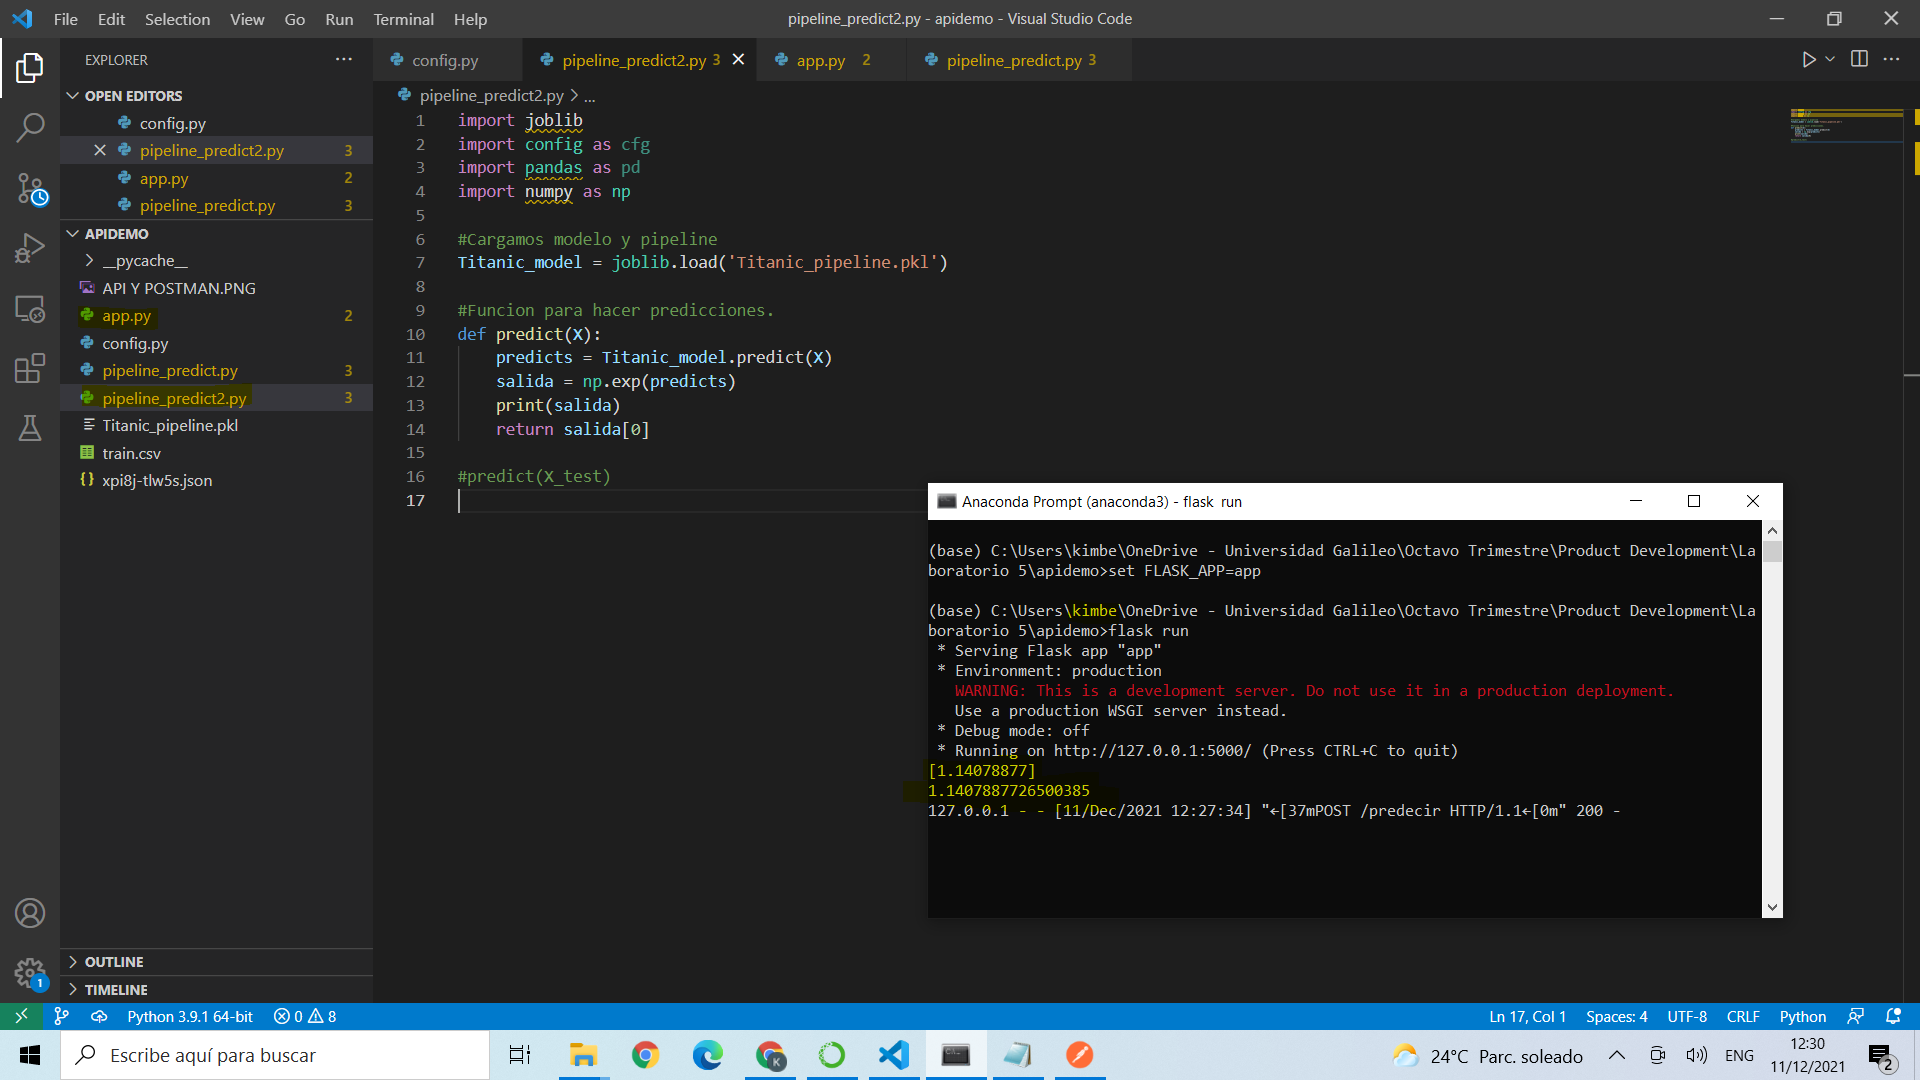 File Edit Selection View Go Run Terminal Help
pipeline_predict2.py - apidemo - Visual Studio Code
EXPLORER
OPEN EDITORS
config.py
pipeline_predict2.py 3
app.py 2
pipeline_predict.py 3
APIDEMO
__pycache__
API Y POSTMAN.PNG
app.py 2
config.py
pipeline_predict.py 3
pipeline_predict2.py 3
Titanic_pipeline.pkl
train.csv
xpi8j-tlw5s.json
OUTLINE
TIMELINE
config.py pipeline_predict2.py 3 app.py 2 pipeline_predict.py 3
pipeline_predict2.py > ...
1 import joblib
2 import config as cfg
3 import pandas as pd
4 import numpy as np
5
6 #Cargamos modelo y pipeline
7 Titanic_model = joblib.load('Titanic_pipeline.pkl')
8
9 #Funcion para hacer predicciones.
10 def predict(X):
11 predicts = Titanic_model.predict(X)
12 salida = np.exp(predicts)
13 print(salida)
14 return salida[0]
15
16 #predict(X_test)
17
Anaconda Prompt (anaconda3) - flask run
(base) C:\Users\kimbe\OneDrive - Universidad Galileo\Octavo Trimestre\Product Development\La
boratorio 5\apidemo>set FLASK_APP=app
(base) C:\Users\kimbe\OneDrive - Universidad Galileo\Octavo Trimestre\Product Development\La
boratorio 5\apidemo>flask run
* Serving Flask app "app"
* Environment: production
WARNING: This is a development server. Do not use it in a production deployment.
Use a production WSGI server instead.
* Debug mode: off
* Running on http://127.0.0.1:5000/ (Press CTRL+C to quit)
[1.14078877]
1.1407887726500385
127.0.0.1 - - [11/Dec/2021 12:27:34] "←[37mPOST /predecir HTTP/1.1←[0m" 200 -
1
Python 3.9.1 64-bit 0 8
Ln 17, Col 1 Spaces: 4 UTF-8 CRLF Python
Escribe aquí para buscar
K
24°C Parc. soleado
ENG
12:30
11/12/2021
2